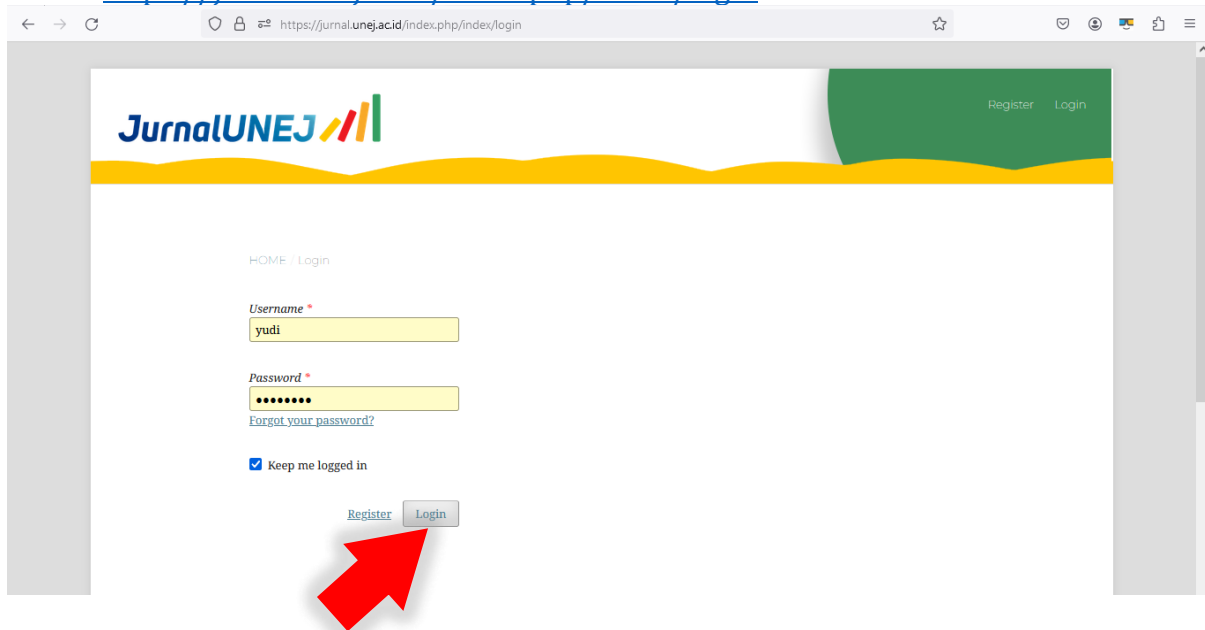 https://jurnal.unej.ac.id/index.php/index/login
Register Login
JurnalUNEJ
HOME / Login
Username *
yudi
Password *
••••••••
Forgot your password?
Keep me logged in
Register Login